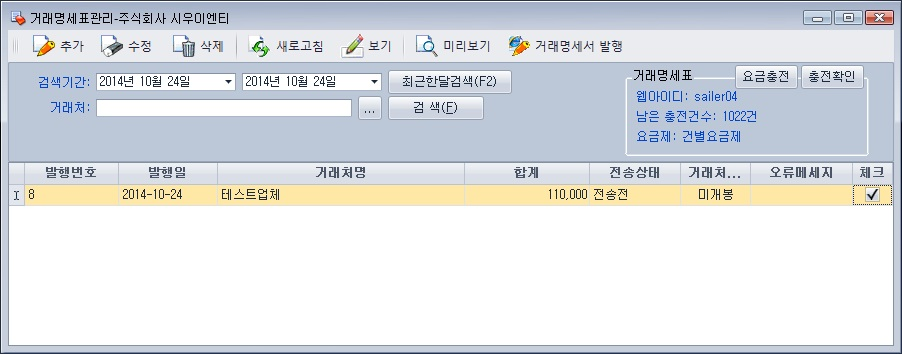 거래명세표관리-주식회사 시우이엔티
추가 수정 삭제 새로고침 보기 미리보기 거래명세서 발행
검색기간: 2014년 10월 24일 2014년 10월 24일 최근한달검색(F2)
거래처: ... 검 색(F)
거래명세표 요금충전 충전확인
웹아이디: sailer04
남은 충전건수: 1022건
요금제: 건별요금제
발행번호 발행일 거래처명 합계 전송상태 거래처... 오류메세지 체크
8 2014-10-24 테스트업체 110,000 전송전 미개봉